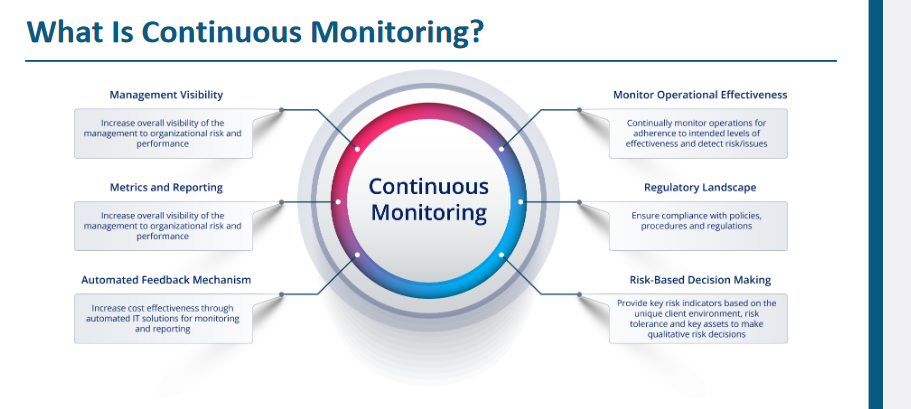 What Is Continuous Monitoring?
Management Visibility
Increase overall visibility of the
management to organizational risk and
performance
Metrics and Reporting
Increase overall visibility of the
management to organizational risk and
performance
Automated Feedback Mechanism
Increase cost effectiveness through
automated IT solutions for monitoring
and reporting
Continuous
Monitoring
Monitor Operational Effectiveness
Continually monitor operations for
adherence to intended levels of
effectiveness and detect risk/issues
Regulatory Landscape
Ensure compliance with policies,
procedures and regulations
Risk-Based Decision Making
Provide key risk indicators based on the
unique client environment, risk
tolerance and key assets to make
qualitative risk decisions